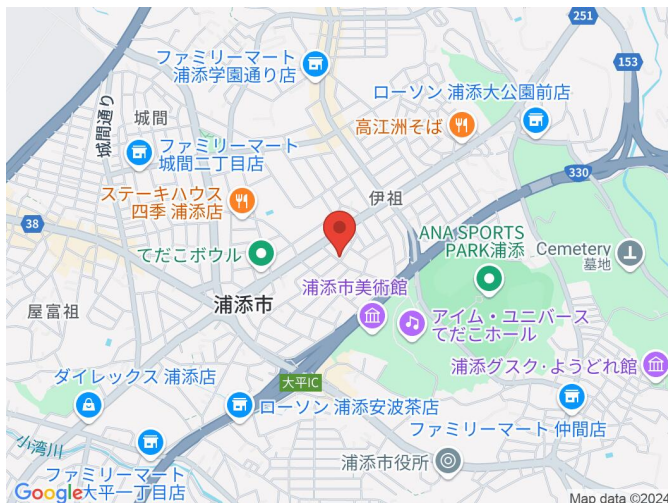 251
153
ファミリーマート
浦添学園通り店
ローソン 浦添大公園前店
城間通り
城間
高江洲そば
ファミリーマート
城間二丁目店
330
ステーキハウス
四季 浦添店
伊祖
38
てだこボウル
ANA SPORTS
PARK浦添
Cemetery
墓地
浦添市美術館
屋富祖
浦添市
アイム・ユニバース
てだこホール
浦添グスク・ようどれ館
ダイレックス 浦添店
大平IC
ローソン 浦添安波茶店
ファミリーマート 仲間店
小湾川
ファミリーマート
大平一丁目店
浦添市役所
Google
Map data ©2024